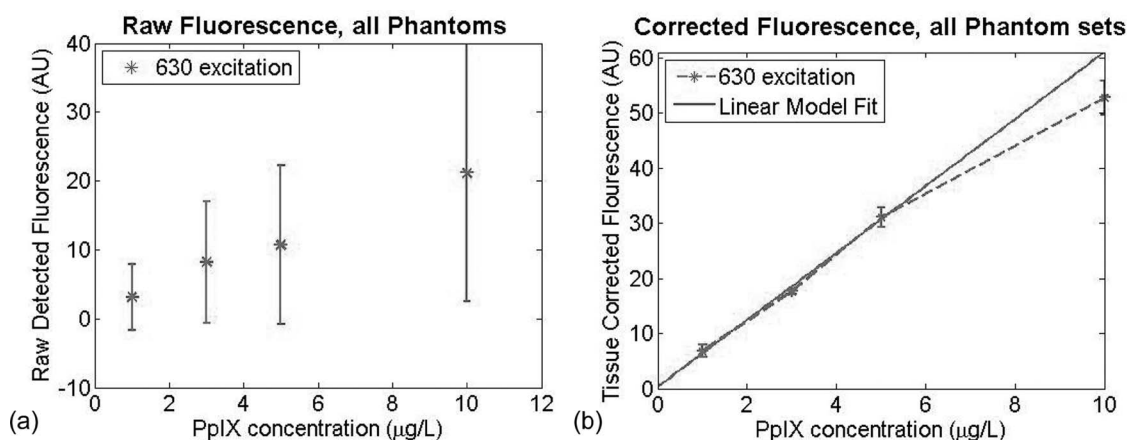 Raw Fluorescence, all Phantoms
Raw Detected Fluorescence (AU)
40
30
20
10
0
-10
630 excitation
0 2 4 6 8 10 12
PpIX concentration (µg/L)
(a)
Corrected Fluorescence, all Phantom sets
Tissue Corrected Flourescence (AU)
60
50
40
30
20
10
0
630 excitation
Linear Model Fit
0 2 4 6 8 10
PpIX concentration (µg/L)
(b)